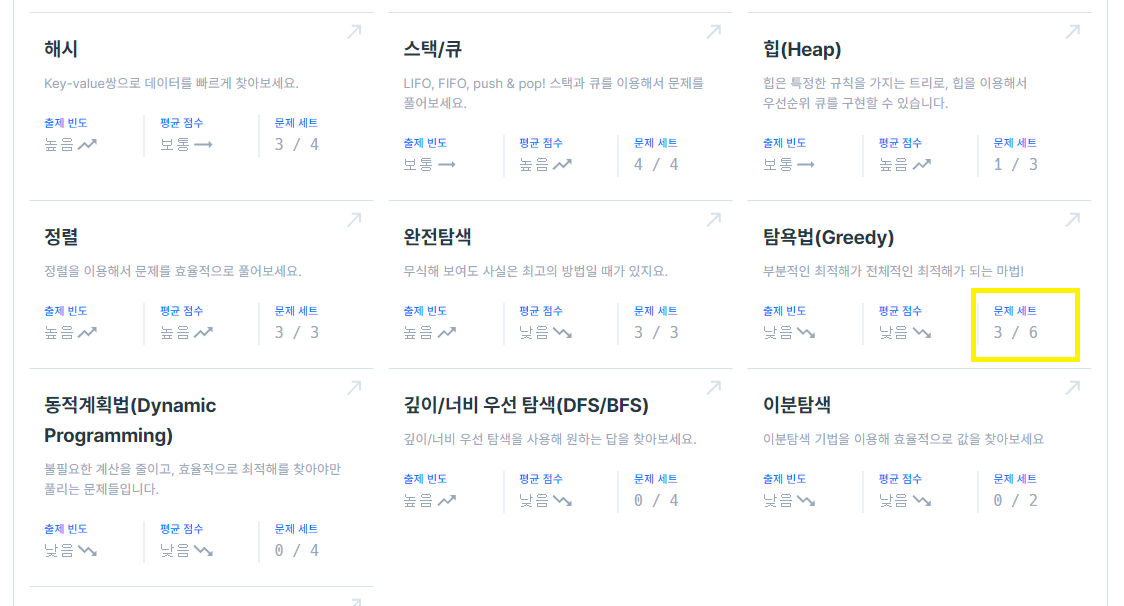 해시
Key-value쌍으로 데이터를 빠르게 찾아보세요.
출제 빈도 평균 점수 문제 세트
높음 보통 3 / 4
스택/큐
LIFO, FIFO, push & pop! 스택과 큐를 이용해서 문제를
풀어보세요.
출제 빈도 평균 점수 문제 세트
보통 높음 4 / 4
힙(Heap)
힙은 특정한 규칙을 가지는 트리로, 힙을 이용해서
우선순위 큐를 구현할 수 있습니다.
출제 빈도 평균 점수 문제 세트
보통 높음 1 / 3
정렬
정렬을 이용해서 문제를 효율적으로 풀어보세요.
출제 빈도 평균 점수 문제 세트
높음 높음 3 / 3
완전탐색
무식해 보여도 사실은 최고의 방법일 때가 있지요.
출제 빈도 평균 점수 문제 세트
높음 낮음 3 / 3
탐욕법(Greedy)
부분적인 최적해가 전체적인 최적해가 되는 마법!
출제 빈도 평균 점수 문제 세트
낮음 낮음 3 / 6
동적계획법(Dynamic
Programming)
불필요한 계산을 줄이고, 효율적으로 최적해를 찾아야만
풀리는 문제들입니다.
출제 빈도 평균 점수 문제 세트
낮음 낮음 0 / 4
깊이/너비 우선 탐색(DFS/BFS)
깊이/너비 우선 탐색을 사용해 원하는 답을 찾아보세요.
출제 빈도 평균 점수 문제 세트
높음 낮음 0 / 4
이분탐색
이분탐색 기법을 이용해 효율적으로 값을 찾아보세요
출제 빈도 평균 점수 문제 세트
낮음 낮음 0 / 2